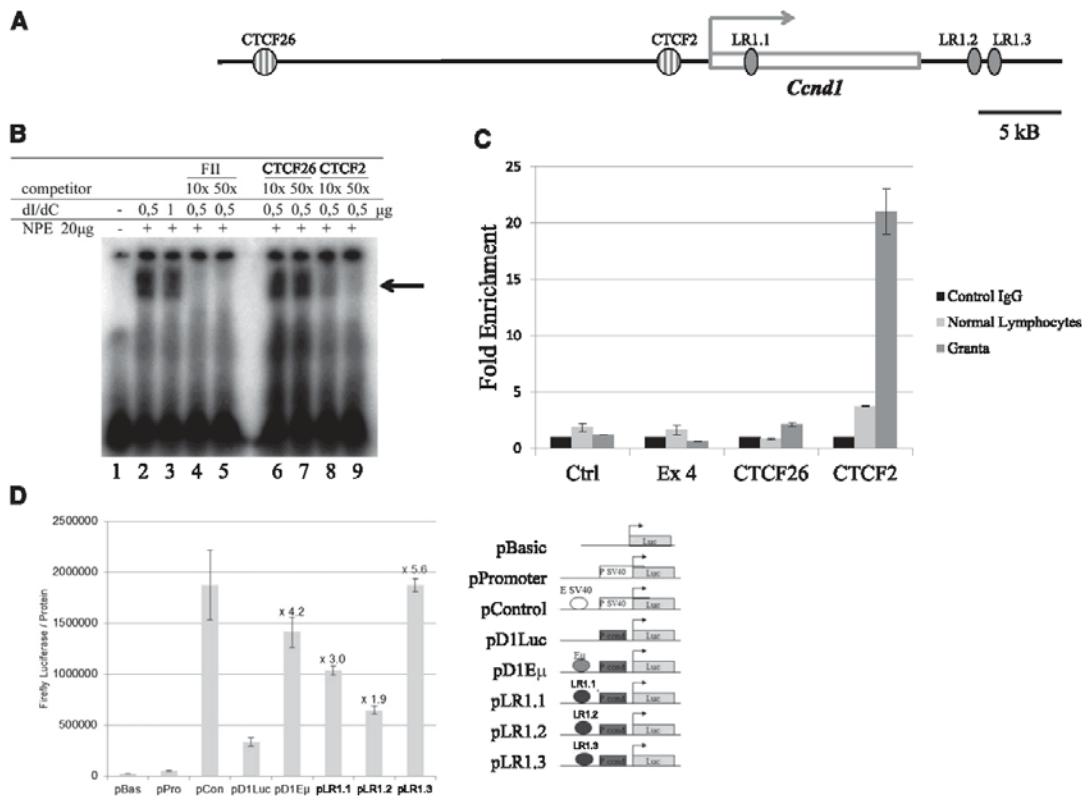 A
CTCF26 CTCF2 LR1.1 LR1.2 LR1.3
Ccnd1
5 kB
B
FII CTCF26 CTCF2
competitor 10x 50x 10x 50x 10x 50x
dI/dC - 0,5 1 0,5 0,5 0,5 0,5 0,5 0,5 µg
NPE 20µg - + + + + + + + +
1 2 3 4 5 6 7 8 9
C
Fold Enrichment
25
20
15
10
5
0
Ctrl Ex 4 CTCF26 CTCF2
Control IgG
Normal Lymphocytes
Granta
D
Firefly Luciferase / Protein
2500000
2000000
1500000
1000000
500000
0
x 4.2
x 3.0
x 1.9
x 5.6
pBas pPro pCon pD1Luc pD1Eµ pLR1.1 pLR1.2 pLR1.3
pBasic Luc
pPromoter P SV40 Luc
E SV40
pControl P SV40 Luc
pD1Luc P ccnd Luc
Eµ
pD1Eµ P ccnd Luc
LR1.1
pLR1.1 P ccnd Luc
LR1.2
pLR1.2 P ccnd Luc
LR1.3
pLR1.3 P ccnd Luc